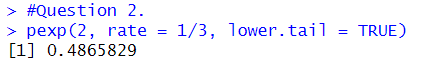 > #Question 2.
> pexp(2, rate = 1/3, lower.tail = TRUE)
[1] 0.4865829